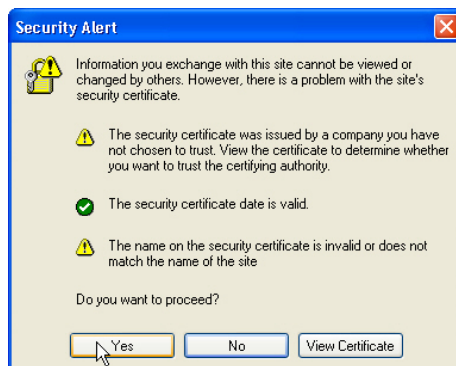 Security Alert
Information you exchange with this site cannot be viewed or
changed by others. However, there is a problem with the site's
security certificate.
The security certificate was issued by a company you have
not chosen to trust. View the certificate to determine whether
you want to trust the certifying authority.
The security certificate date is valid.
The name on the security certificate is invalid or does not
match the name of the site
Do you want to proceed?
Yes No View Certificate